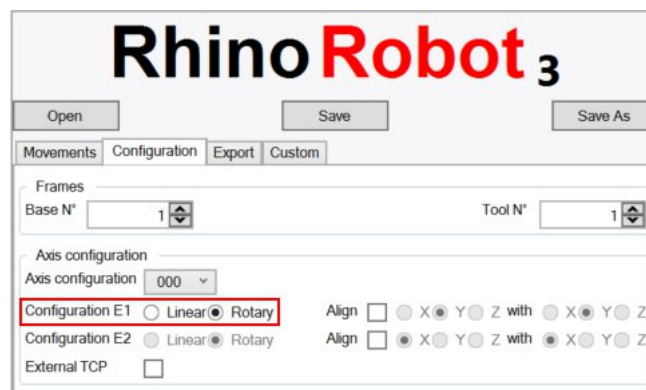 RhinoRobot 3
Open Save Save As
Movements Configuration Export Custom
Frames
Base N° 1 Tool N° 1
Axis configuration
Axis configuration 000
Configuration E1 Linear Rotary Align X Y Z with X Y Z
Configuration E2 Linear Rotary Align X Y Z with X Y Z
External TCP